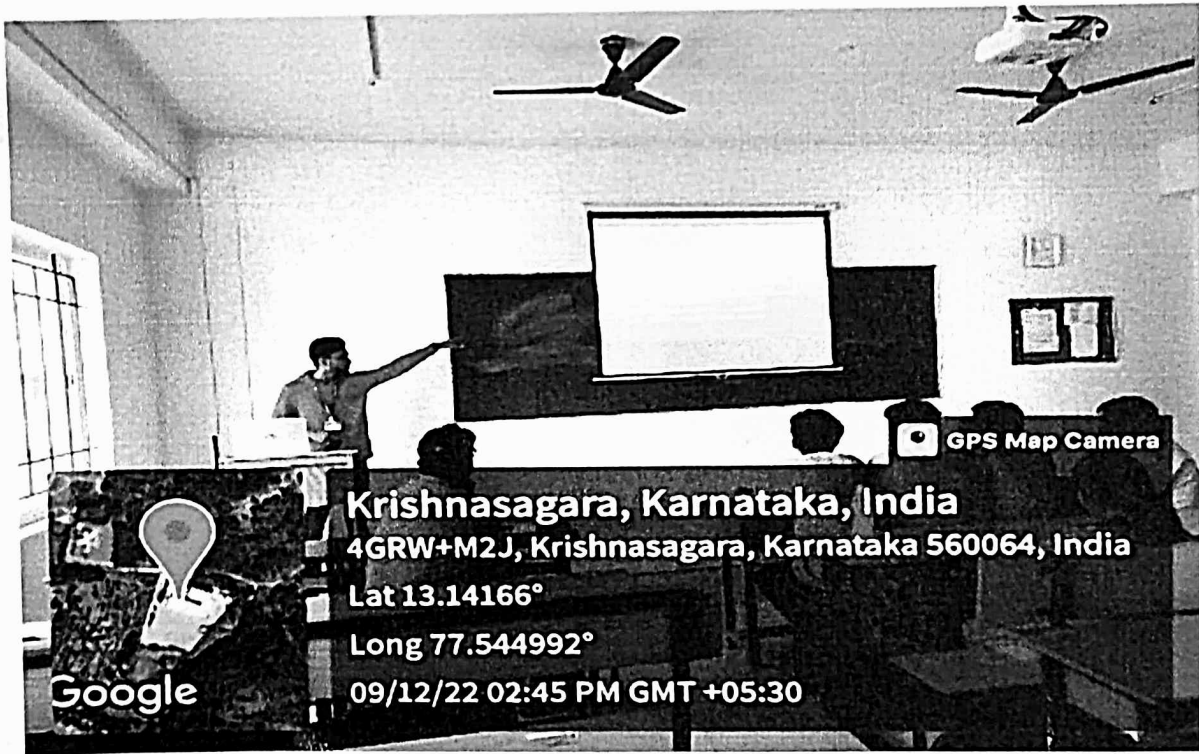 GPS Map Camera
Krishnasagara, Karnataka, India
4GRW+M2J, Krishnasagara, Karnataka 560064, India
Lat 13.14166°
Long 77.544992°
09/12/22 02:45 PM GMT +05:30
Google